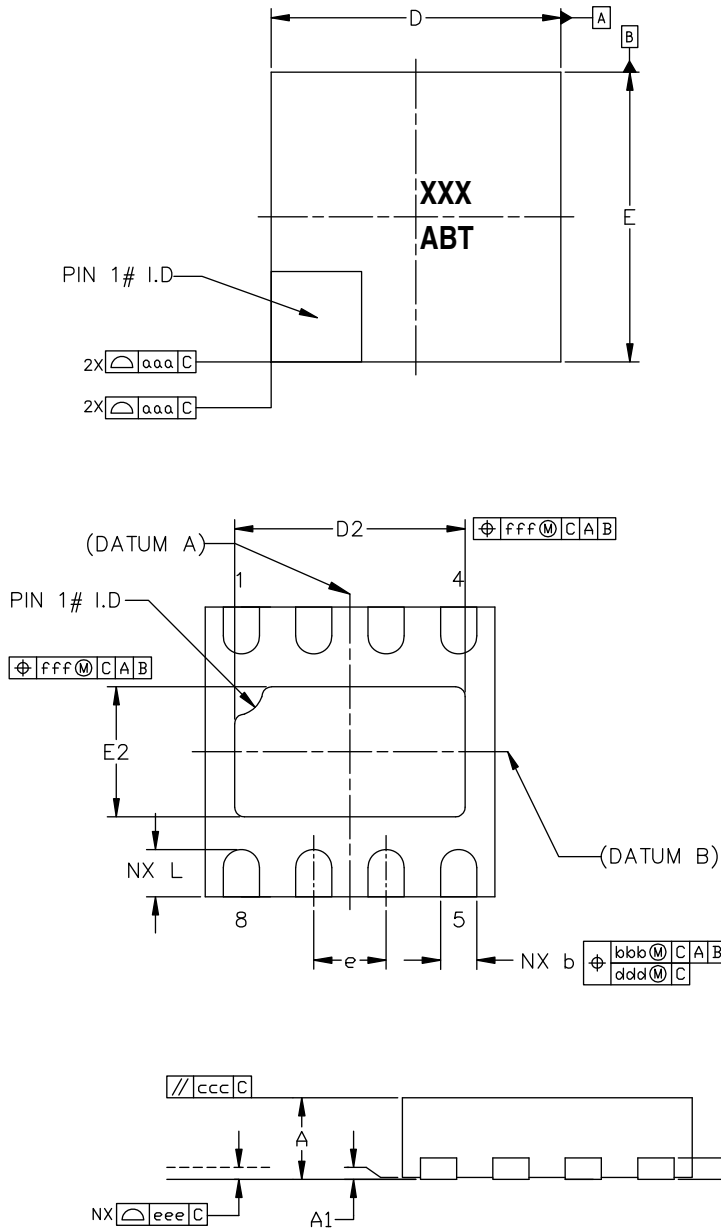 D
A
B
XXX
ABT
E
PIN 1# I.D
2X ⌓ aaa C
2X ⌓ aaa C
D2
⌖ fff Ⓜ C A B
(DATUM A)
1
4
PIN 1# I.D
⌖ fff Ⓜ C A B
E2
(DATUM B)
NX L
8
5
e
NX b
⌖ bbb Ⓜ C A B
ddd Ⓜ C
// ccc C
A
NX ⌓ eee C
A1